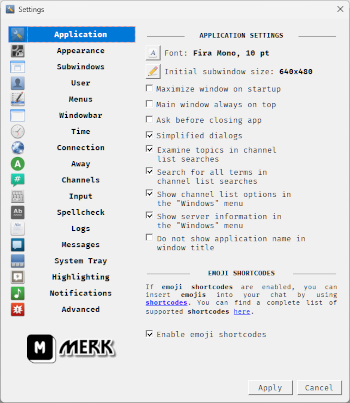 Settings
Application
Appearance
Subwindows
User
Menus
Windowbar
Time
Connection
Away
Channels
Input
Spellcheck
Logs
Messages
System Tray
Highlighting
Notifications
Advanced
MERK
APPLICATION SETTINGS
Font: Fira Mono, 10 pt
Initial subwindow size: 640x480
Maximize window on startup
Main window always on top
Ask before closing app
Simplified dialogs
Examine topics in channel
list searches
Search for all terms in
channel list searches
Show channel list options in
the "Windows" menu
Show server information in
the "Windows" menu
Do not show application name in
window title
EMOJI SHORTCODES
If emoji shortcodes are enabled, you can
insert emojis into your chat by using
shortcodes. You can find a complete list of
supported shortcodes here.
Enable emoji shortcodes
Apply
Cancel